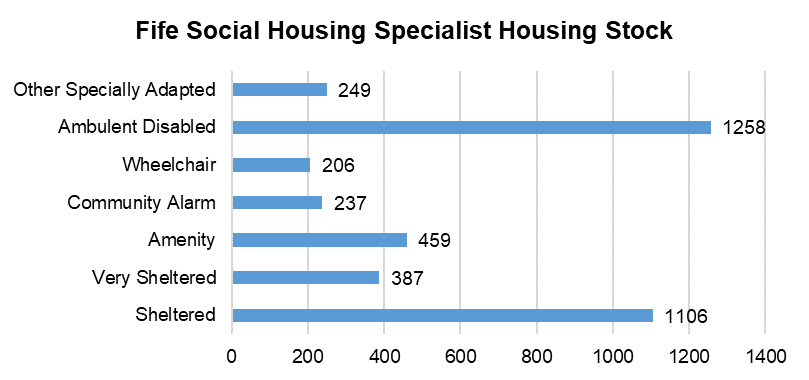 Fife Social Housing Specialist Housing Stock
Other Specially Adapted 249
Ambulent Disabled 1258
Wheelchair 206
Community Alarm 237
Amenity 459
Very Sheltered 387
Sheltered 1106
0 200 400 600 800 1000 1200 1400